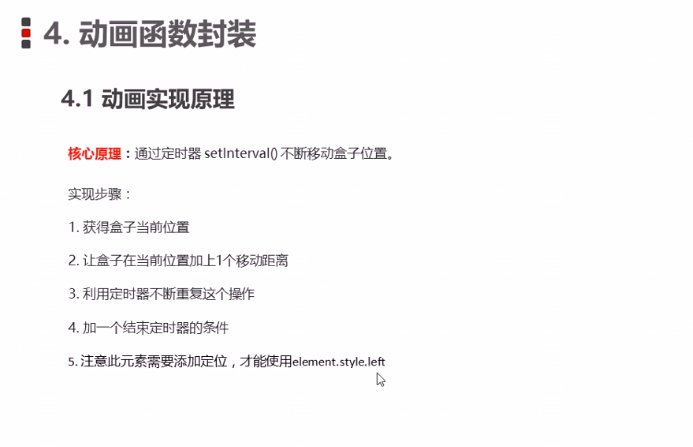 4. 动画函数封装
4.1 动画实现原理
核心原理：通过定时器 setInterval() 不断移动盒子位置。
实现步骤：
1. 获得盒子当前位置
2. 让盒子在当前位置加上1个移动距离
3. 利用定时器不断重复这个操作
4. 加一个结束定时器的条件
5. 注意此元素需要添加定位，才能使用element.style.left